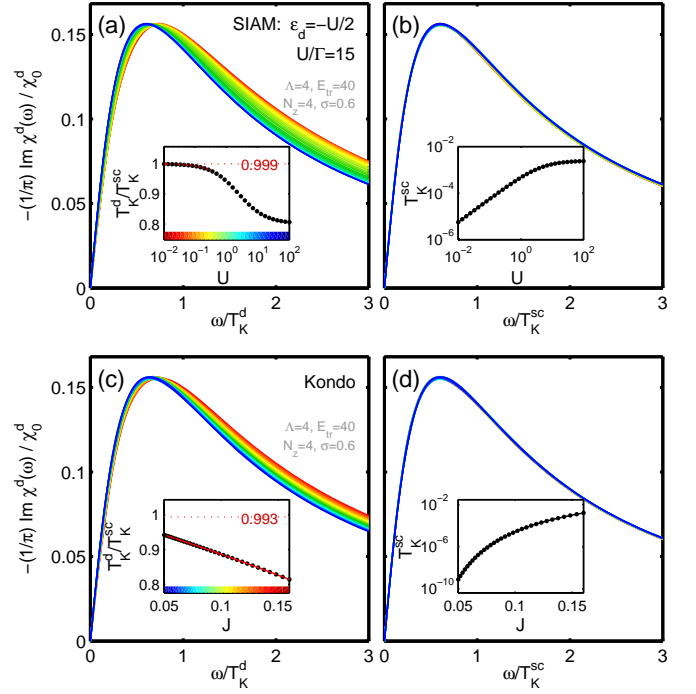 (a)
SIAM: ε_d=−U/2
U/Γ=15
Λ=4, E_tr=40
N_z=4, σ=0.6
−(1/π) Im χ^d(ω) / χ_0^d
0.15
0.1
0.05
0
0 1 2 3
ω/T_K^d
T_K^d/T_K^sc
1
0.9
0.8
0.999
10^−2 10^−1 10^0 10^1 10^2
U
(b)
T_K^sc
10^−2
10^−4
10^−6
10^−2 10^0 10^2
U
0 1 2 3
ω/T_K^sc
(c)
Kondo
Λ=4, E_tr=40
N_z=4, σ=0.6
−(1/π) Im χ^d(ω) / χ_0^d
0.15
0.1
0.05
0
0 1 2 3
ω/T_K^d
T_K^d/T_K^sc
1
0.9
0.8
0.993
0.05 0.1 0.15
J
(d)
T_K^sc
10^−2
10^−6
10^−10
0.05 0.1 0.15
J
0 1 2 3
ω/T_K^sc